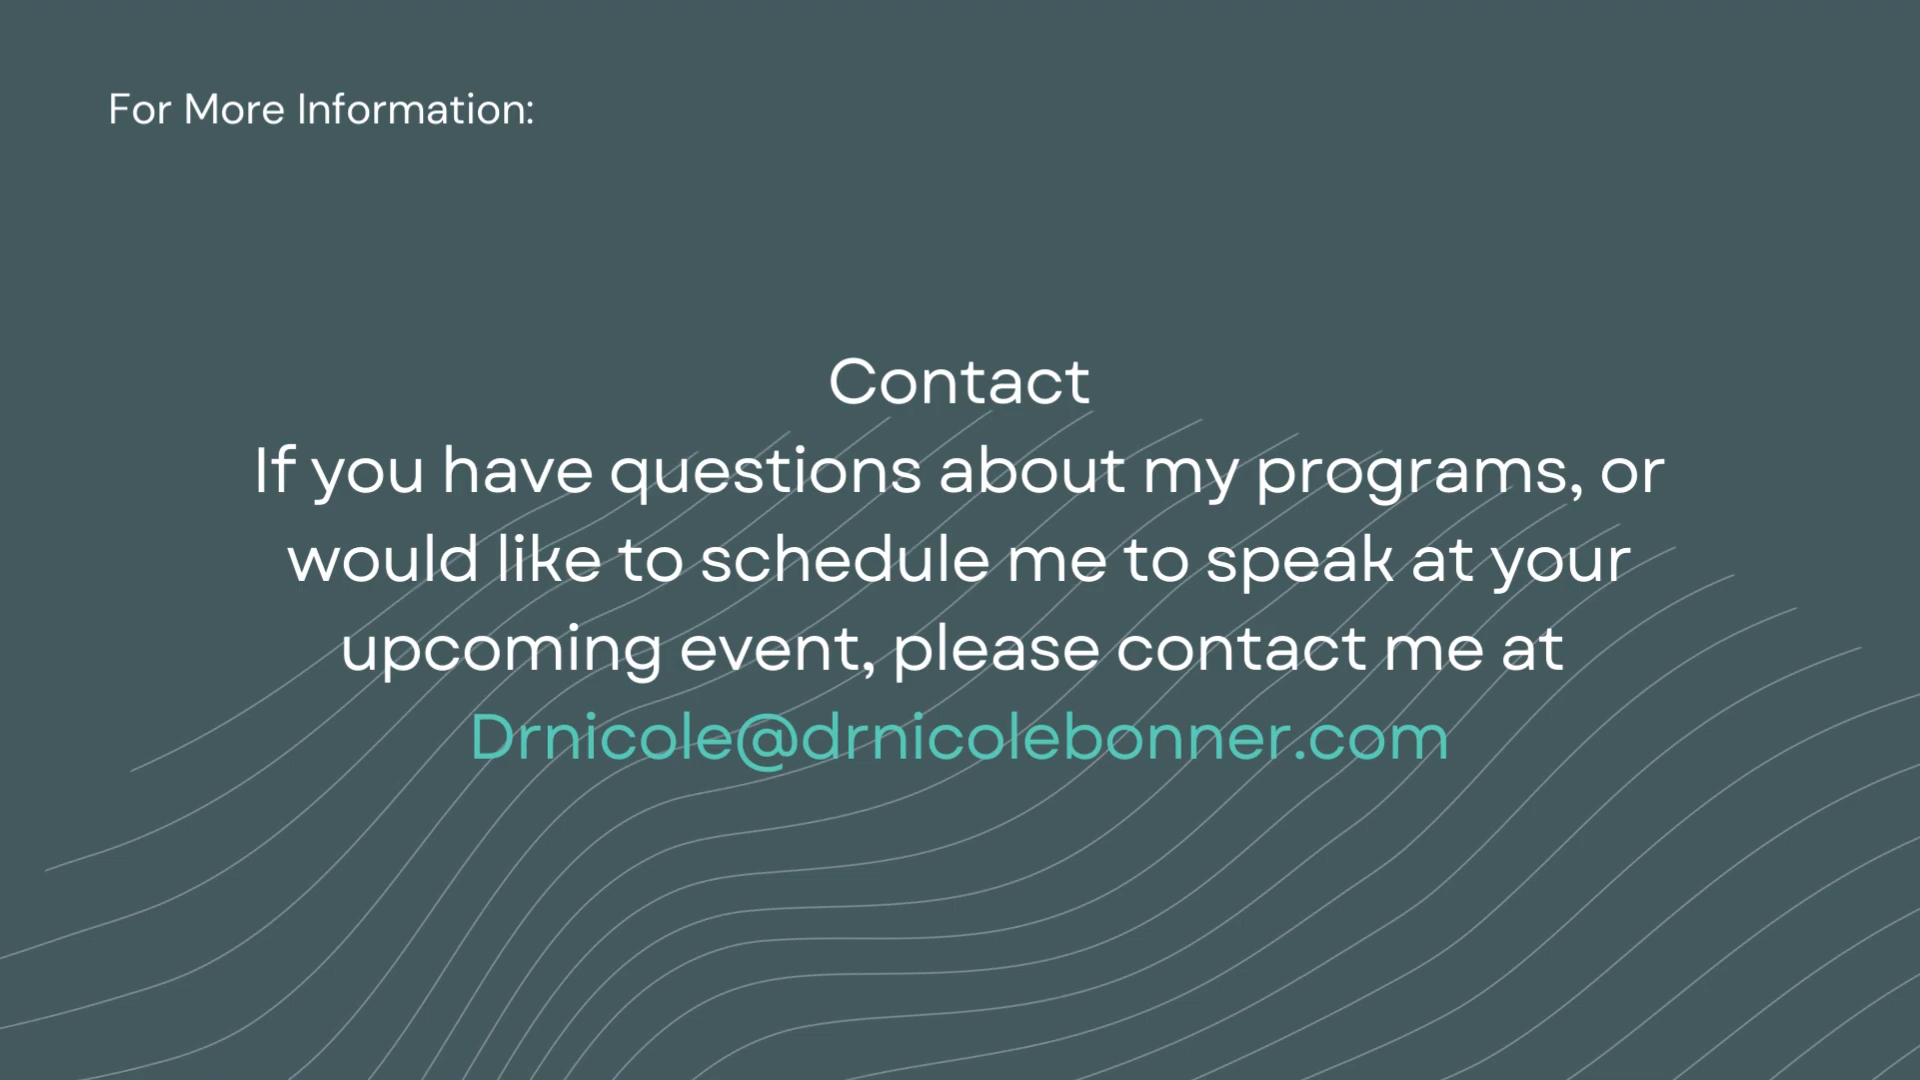 For More Information:
Contact
If you have questions about my programs, or
would like to schedule me to speak at your
upcoming event, please contact me at
Drnicole@drnicolebonner.com